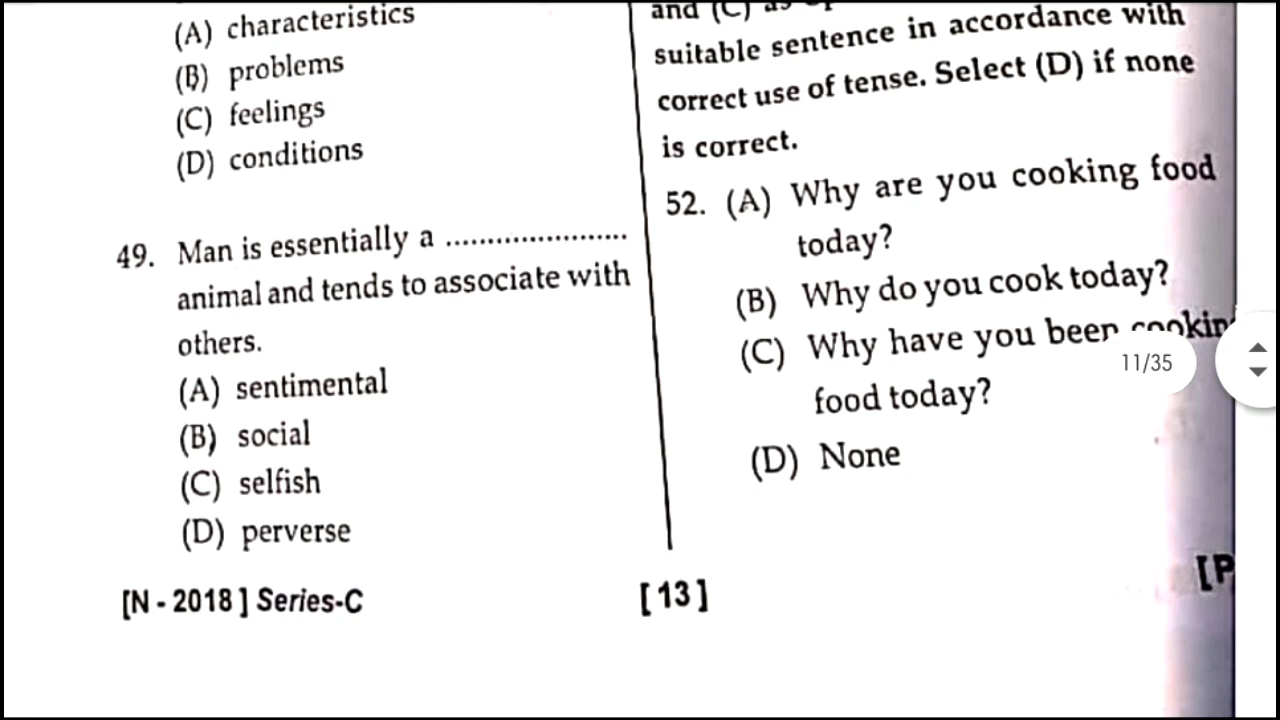 (A) characteristics
(B) problems
(C) feelings
(D) conditions
49. Man is essentially a ......................
animal and tends to associate with
others.
(A) sentimental
(B) social
(C) selfish
(D) perverse
and (C) as
suitable sentence in accordance with
correct use of tense. Select (D) if none
is correct.
52. (A) Why are you cooking food
today?
(B) Why do you cook today?
(C) Why have you been
food today?
(D) None
11/35
[N - 2018 ] Series-C
[ 13 ]
[P